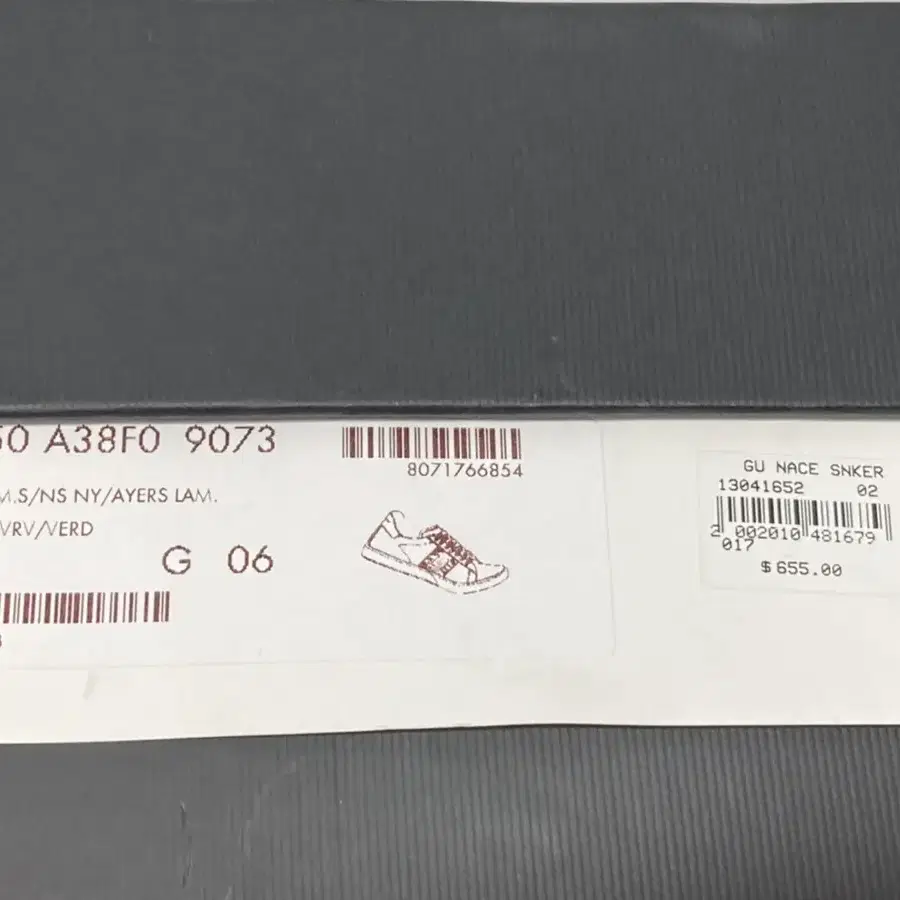 50 A38F0 9073
8071766854
M.S/NS NY/AYERS LAM.
VRV/VERD
G 06
GU NACE SNKER
13041652 02
2 002010 481679
017
$655.00